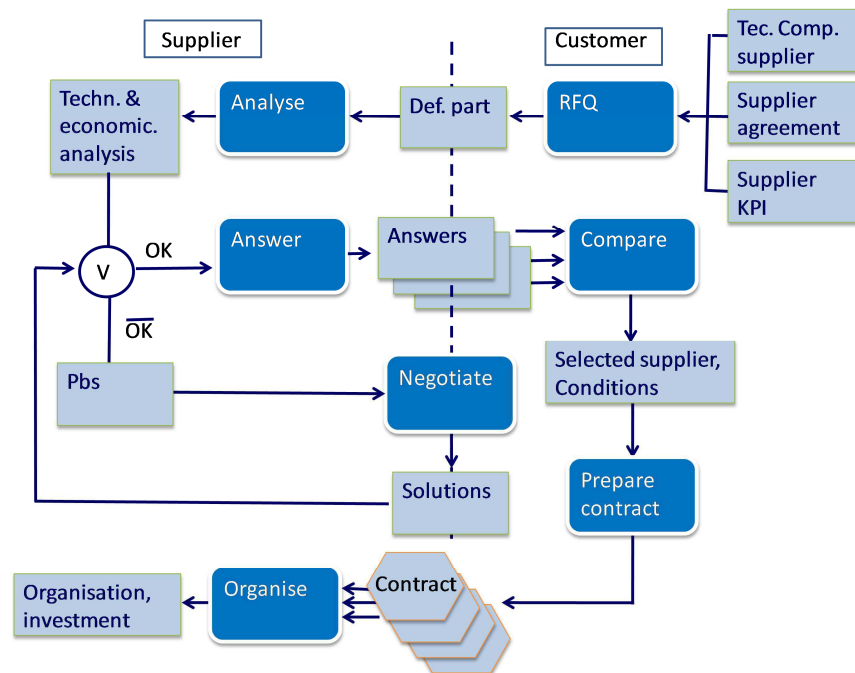 Supplier
Customer
Tec. Comp.
supplier
Techn. &
economic.
analysis
Analyse
Def. part
RFQ
Supplier
agreement
Supplier
KPI
V
OK
Answer
Answers
Compare
O̅K̅
Pbs
Negotiate
Selected supplier,
Conditions
Solutions
Prepare
contract
Organisation,
investment
Organise
Contract